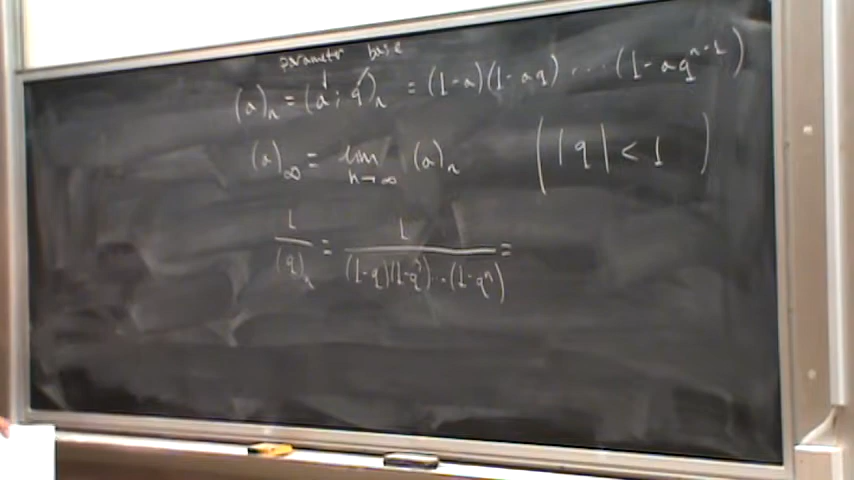 parameter base
(a)_n = (a; q)_n = (1-a)(1-aq) ... (1-aq^{n-1})
(a)_∞ = lim_{n→∞} (a)_n (|q| < 1)
1/(q)_n = 1/((1-q)(1-q^2)...(1-q^n)) =